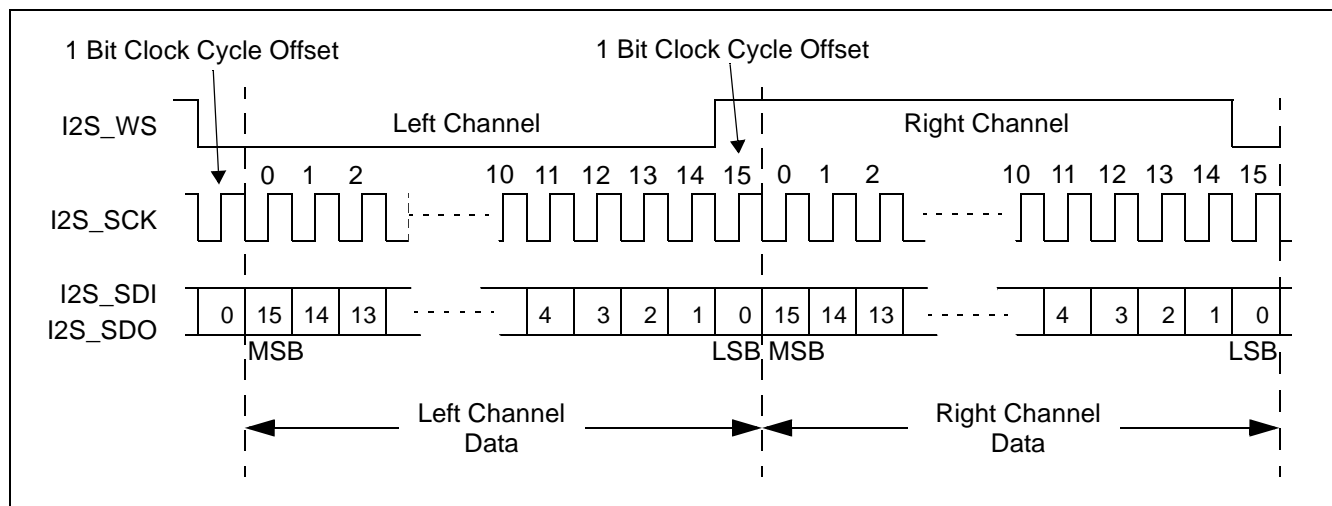 1 Bit Clock Cycle Offset 1 Bit Clock Cycle Offset
I2S_WS Left Channel Right Channel
0 1 2 10 11 12 13 14 15 0 1 2 10 11 12 13 14 15
I2S_SCK
I2S_SDI
0 15 14 13 4 3 2 1 0 15 14 13 4 3 2 1 0
I2S_SDO
MSB LSB MSB LSB
Left Channel
Data
Right Channel
Data